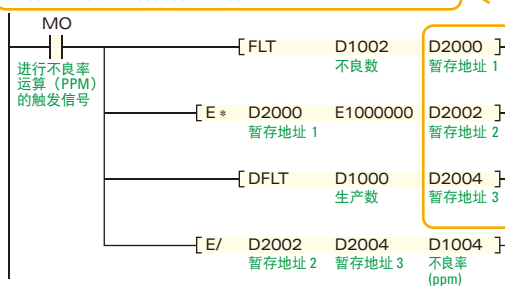 MO
进行不良率
运算（PPM）
的触发信号
[ FLT D1002 D2000 ]
不良数 暂存地址 1
[ E * D2000 E1000000 D2002 ]
暂存地址 1 暂存地址 2
[ DFLT D1000 D2004 ]
生产数 暂存地址 3
[ E/ D2002 D2004 D1004 ]
暂存地址 2 暂存地址 3 不良率
(ppm)